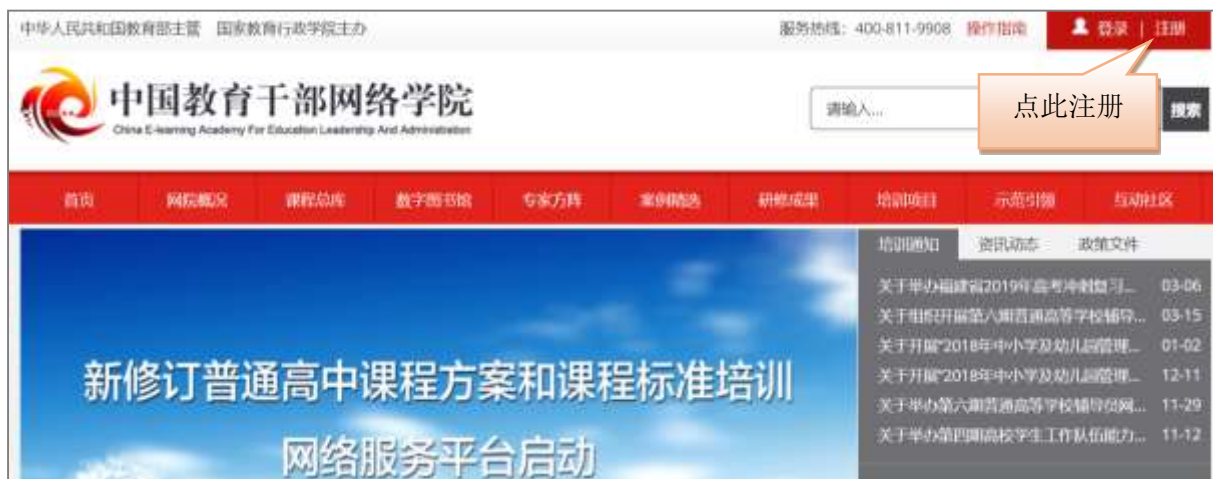 中华人民共和国教育部主管 国家教育行政学院主办
服务热线：400-811-9908 操作指南 登录 | 注册
中国教育干部网络学院
China E-learning Academy For Education Leadership And Administration
请输入... 搜索
点此注册
首页 网院概况 课程总库 数字图书馆 专家方阵 案例精选 研修成果 培训项目 示范引领 互动社区
培训通知 资讯动态 政策文件
关于举办福建省2019年高考冲刺复习... 03-06
关于组织开展第八期普通高等学校辅导... 03-15
关于开展"2018年中小学及幼儿园管理... 01-02
关于开展"2018年中小学及幼儿园管理... 12-11
关于举办第六期普通高等学校辅导员网... 11-29
关于举办第四期高校学生工作队伍能力... 11-12
新修订普通高中课程方案和课程标准培训
网络服务平台启动